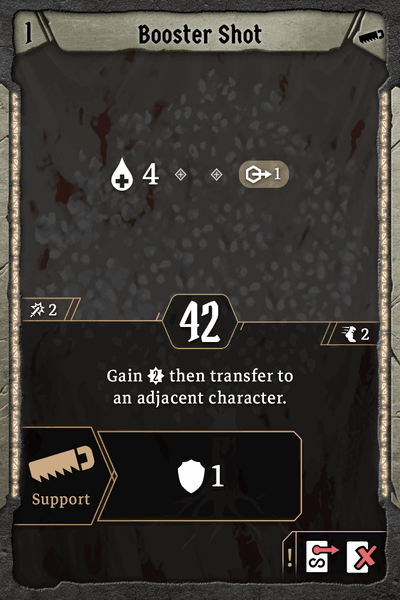 1
Booster Shot
4
1
2
42
2
Gain 2 then transfer to
an adjacent character.
Support
1
!